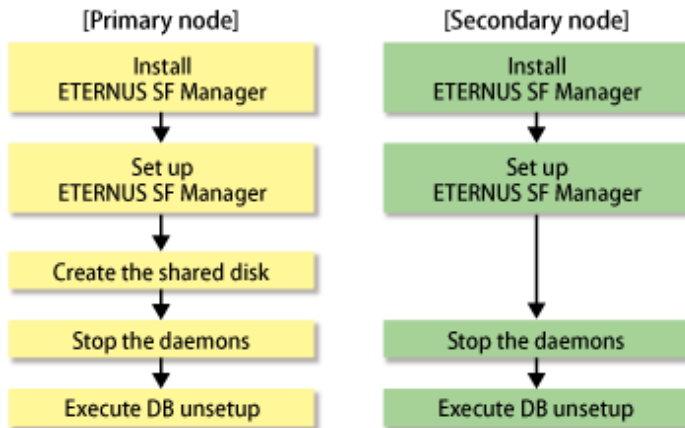 [Primary node]
Install
ETERNUS SF Manager
Set up
ETERNUS SF Manager
Create the shared disk
Stop the daemons
Execute DB unsetup
[Secondary node]
Install
ETERNUS SF Manager
Set up
ETERNUS SF Manager
Stop the daemons
Execute DB unsetup